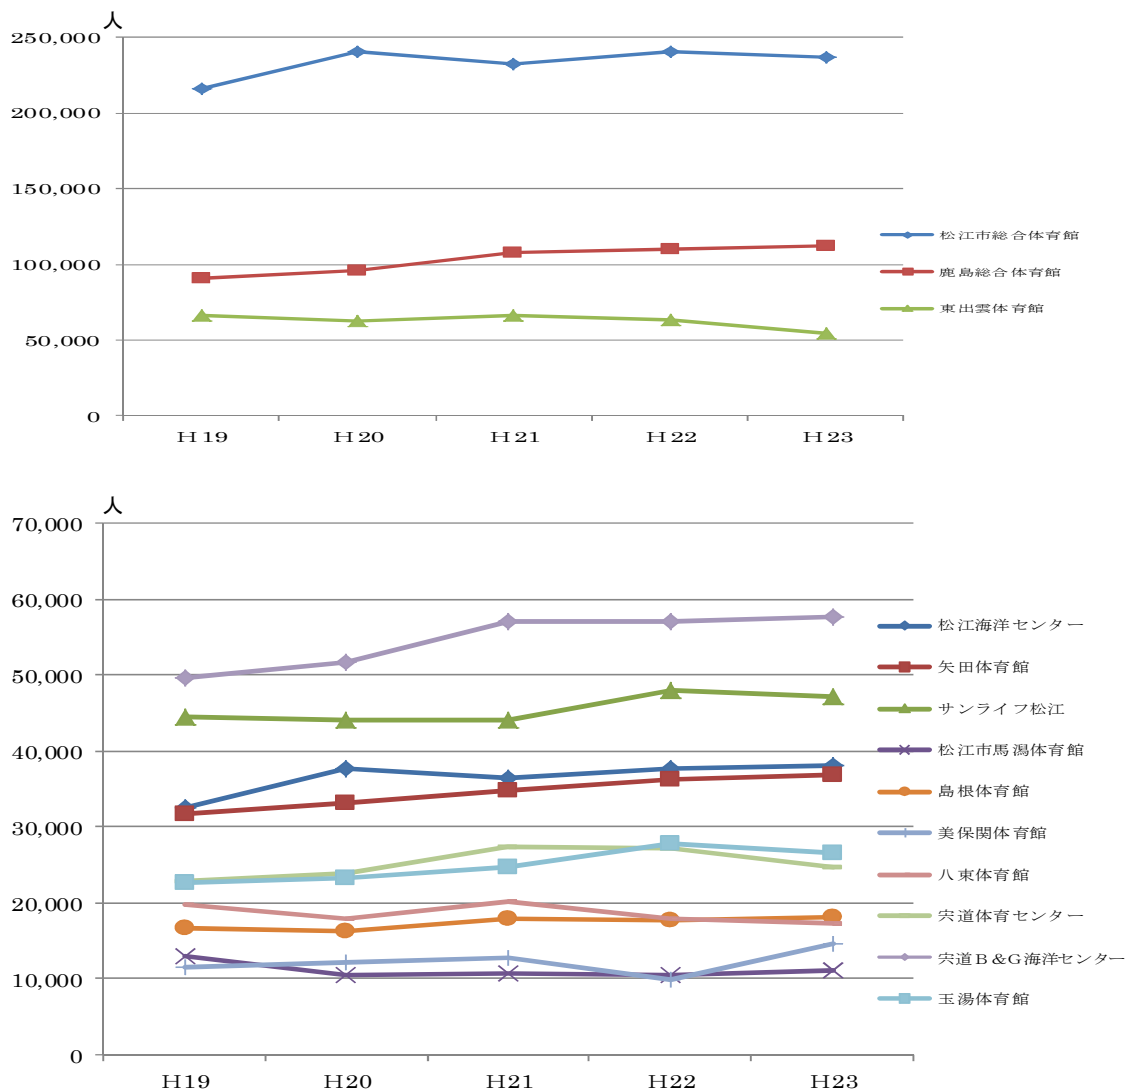 人
250,000
200,000
150,000
100,000
50,000
0
H19 H20 H21 H22 H23
松江市総合体育館
鹿島総合体育館
東出雲体育館
人
70,000
60,000
50,000
40,000
30,000
20,000
10,000
0
H19 H20 H21 H22 H23
松江海洋センター
矢田体育館
サンライフ松江
松江市馬潟体育館
島根体育館
美保関体育館
八束体育館
宍道体育センター
宍道B&G海洋センター
玉湯体育館